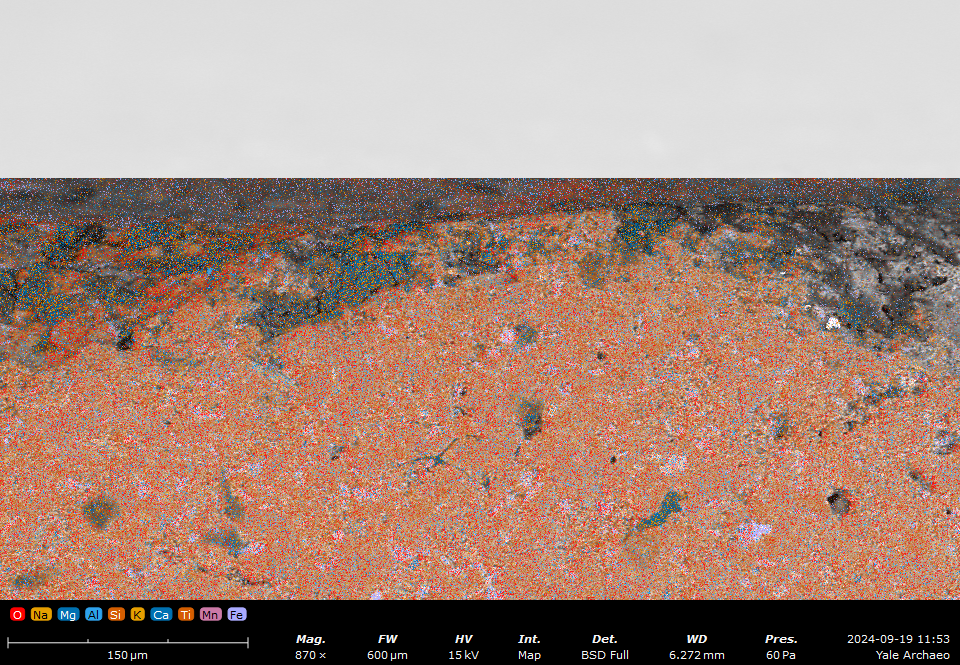 O Na Mg Al Si K Ca Ti Mn Fe
150 µm
Mag. FW HV Int. Det. WD Pres. 2024-09-19 11:53
870 × 600 µm 15 kV Map BSD Full 6.272 mm 60 Pa Yale Archaeo